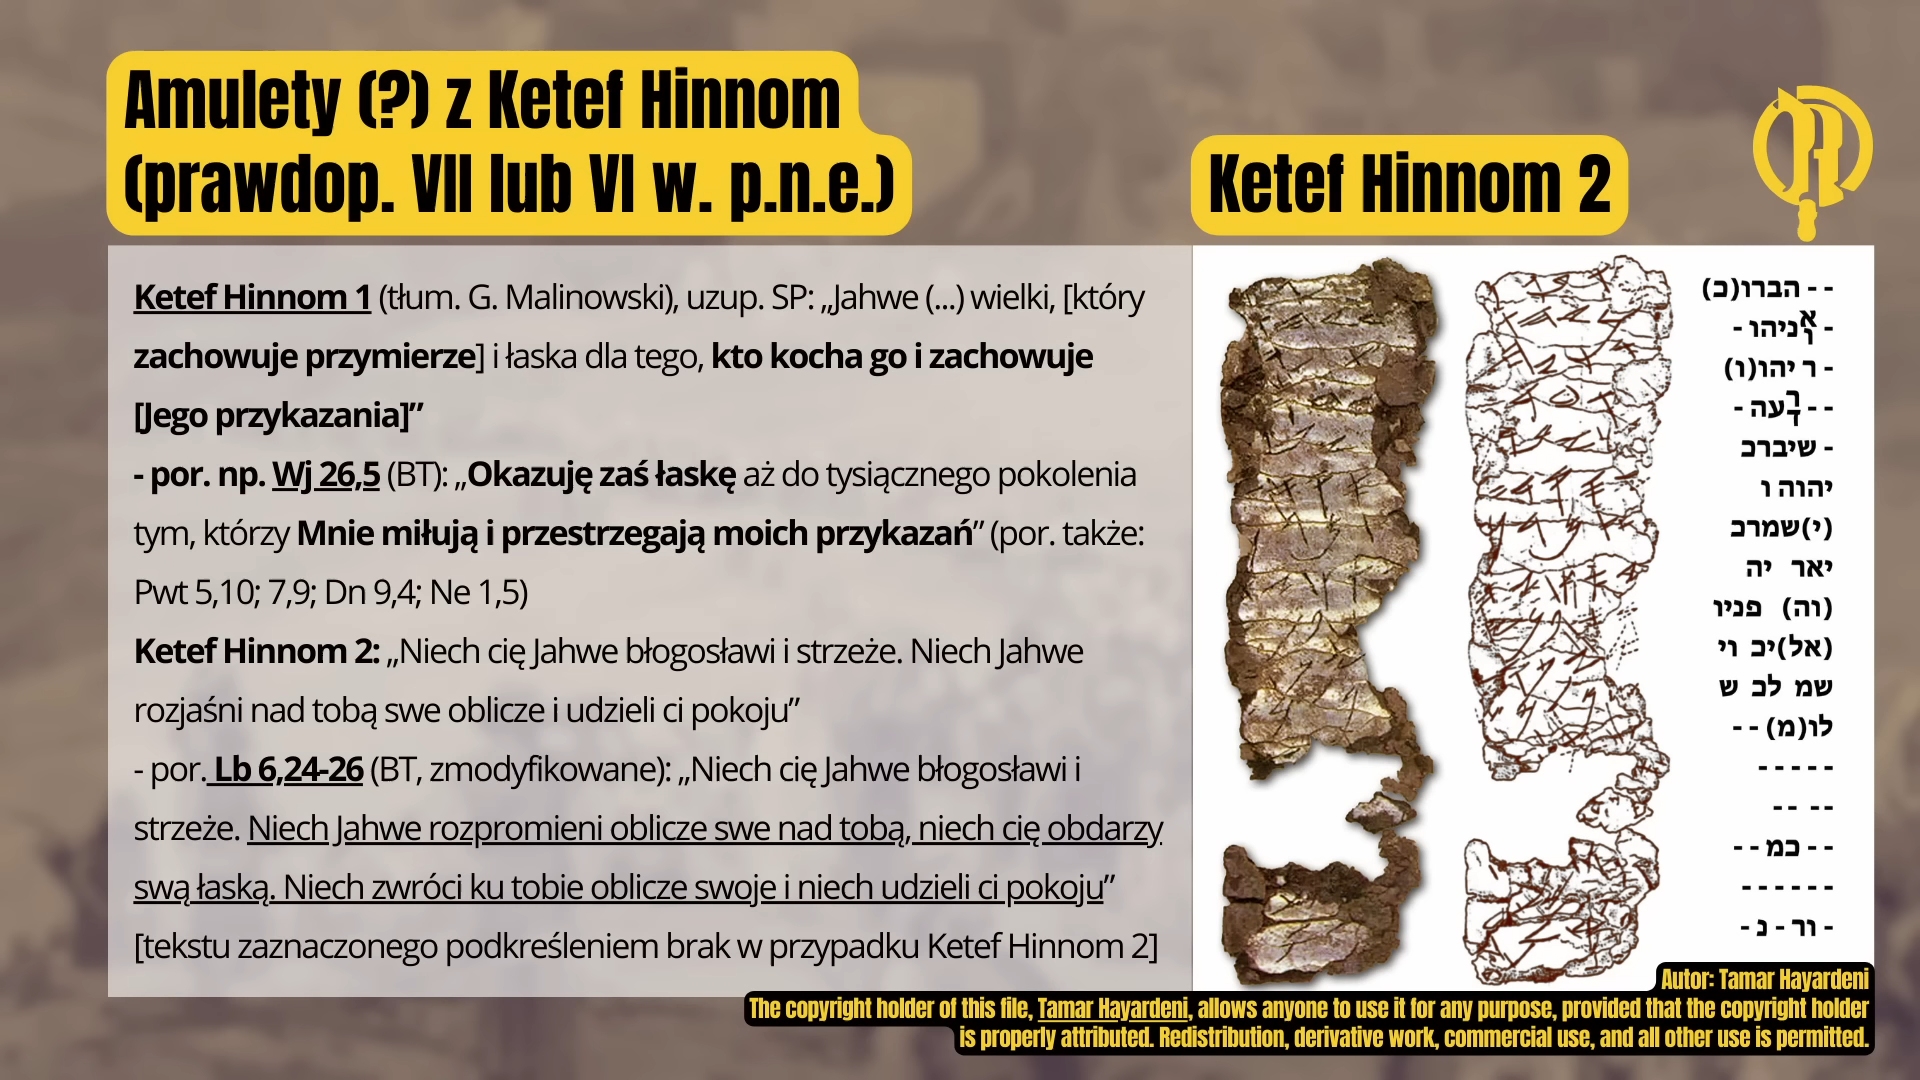 Amulety (?) z Ketef Hinnom
(prawdop. VII lub VI w. p.n.e.)
Ketef Hinnom 2
Ketef Hinnom 1 (tłum. G. Malinowski), uzup. SP: „Jahwe (...) wielki, [który
zachowuje przymierze] i łaska dla tego, kto kocha go i zachowuje
[Jego przykazania]”
- por. np. Wj 26,5 (BT): „Okazuję zaś łaskę aż do tysiącznego pokolenia
tym, którzy Mnie miłują i przestrzegają moich przykazań” (por. także:
Pwt 5,10; 7,9; Dn 9,4; Ne 1,5)
Ketef Hinnom 2: „Niech cię Jahwe błogosławi i strzeże. Niech Jahwe
rozjaśni nad tobą swe oblicze i udzieli ci pokoju”
- por. Lb 6,24-26 (BT, zmodyfikowane): „Niech cię Jahwe błogosławi i
strzeże. Niech Jahwe rozpromieni oblicze swe nad tobą, niech cię obdarzy
swą łaską. Niech zwróci ku tobie oblicze swoje i niech udzieli ci pokoju”
[tekstu zaznaczonego podkreśleniem brak w przypadku Ketef Hinnom 2]
- - הברו(כ)
- ניהו -
- ר יהו(ו)
- - עה -
- שיברכ
יהוה ו
(י)שמרכ
יאר יה
(וה) פניו
(אל)יכ וי
שמ לכ ש
לו(מ) - -
- - - - -
- - - -
- - כמ - -
- - - - - -
- ור - נ -
Autor: Tamar Hayardeni
The copyright holder of this file, Tamar Hayardeni, allows anyone to use it for any purpose, provided that the copyright holder
is properly attributed. Redistribution, derivative work, commercial use, and all other use is permitted.